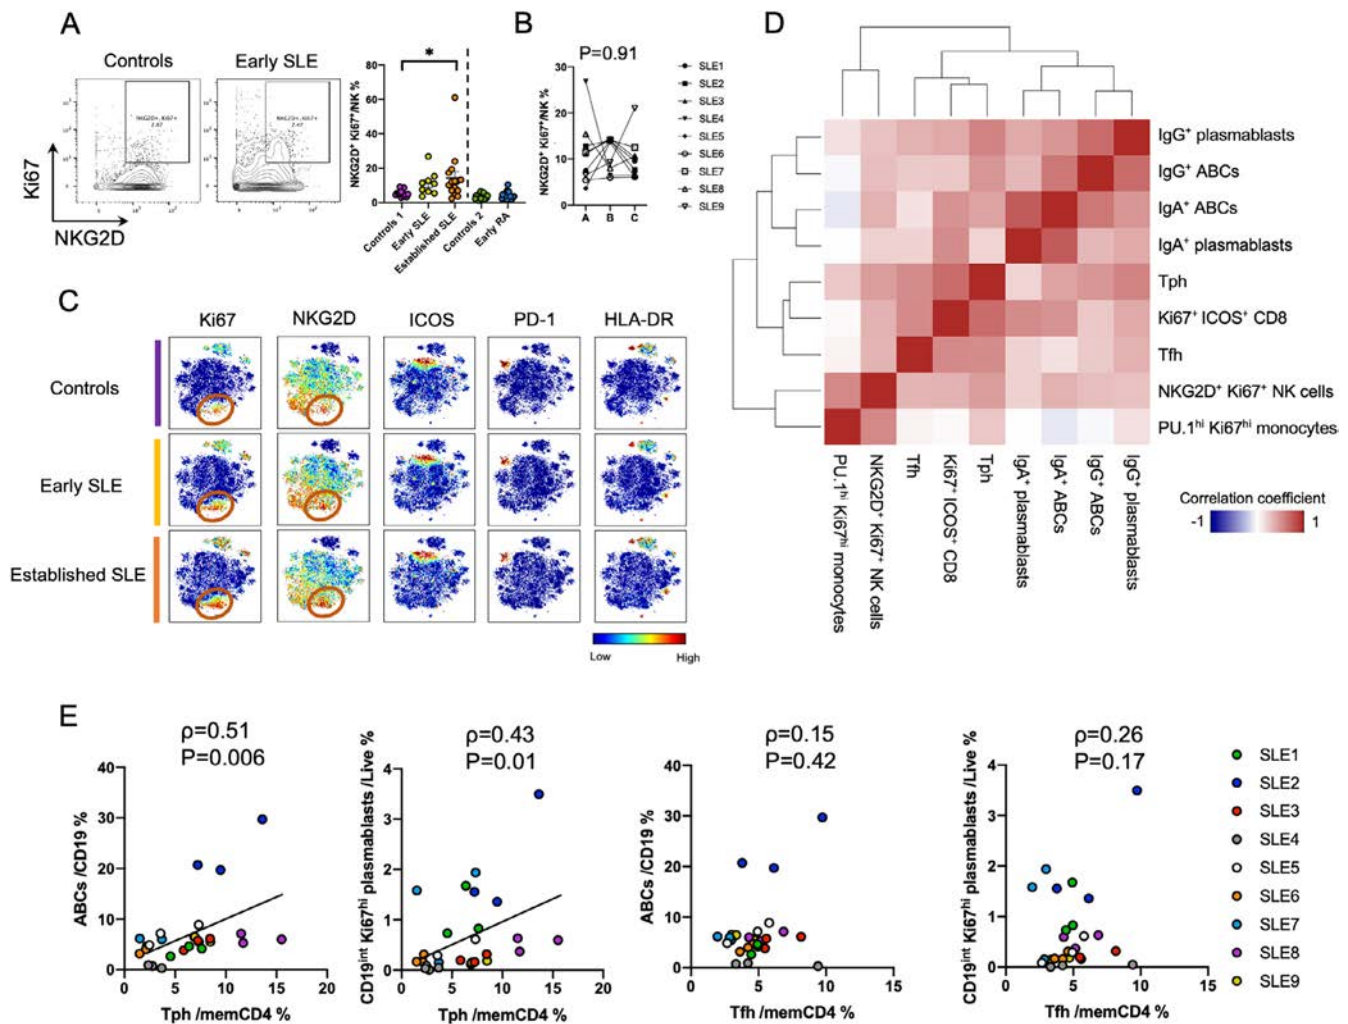 A
Controls
Early SLE
Ki67
NKG2D
*
NKG2D+ Ki67+/NK %
80
60
40
20
0
Controls 1
Early SLE
Established SLE
Controls 2
Early RA
B
P=0.91
NKG2D+ Ki67+/NK %
30
20
10
0
A B C
SLE1
SLE2
SLE3
SLE4
SLE5
SLE6
SLE7
SLE8
SLE9
C
Ki67 NKG2D ICOS PD-1 HLA-DR
Controls
Early SLE
Established SLE
Low High
D
IgG+ plasmablasts
IgG+ ABCs
IgA+ ABCs
IgA+ plasmablasts
Tph
Ki67+ ICOS+ CD8
Tfh
NKG2D+ Ki67+ NK cells
PU.1hi Ki67hi monocytes
PU.1hi Ki67hi monocytes
NKG2D+ Ki67+ NK cells
Tfh
Ki67+ ICOS+ CD8
Tph
IgA+ plasmablasts
IgA+ ABCs
IgG+ ABCs
IgG+ plasmablasts
Correlation coefficient
-1 1
E
ρ=0.51
P=0.006
ABCs /CD19 %
40
30
20
10
0
0 5 10 15 20
Tph /memCD4 %
ρ=0.43
P=0.01
CD19int Ki67hi plasmablasts /Live %
4
3
2
1
0
0 5 10 15 20
Tph /memCD4 %
ρ=0.15
P=0.42
ABCs /CD19 %
40
30
20
10
0
0 5 10 15
Tfh /memCD4 %
ρ=0.26
P=0.17
CD19int Ki67hi plasmablasts /Live %
4
3
2
1
0
0 5 10 15
Tfh /memCD4 %
SLE1
SLE2
SLE3
SLE4
SLE5
SLE6
SLE7
SLE8
SLE9